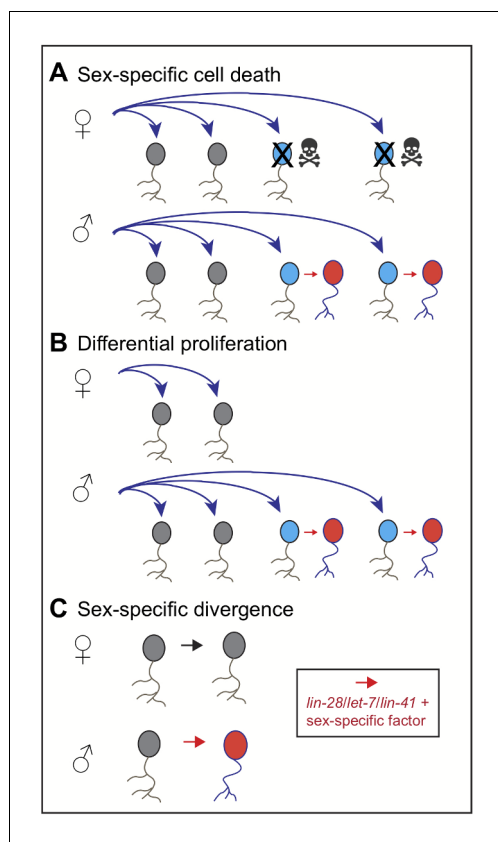 A Sex-specific cell death
♀
♂
B Differential proliferation
♀
♂
C Sex-specific divergence
♀
lin-28/let-7/lin-41 +
sex-specific factor
♂